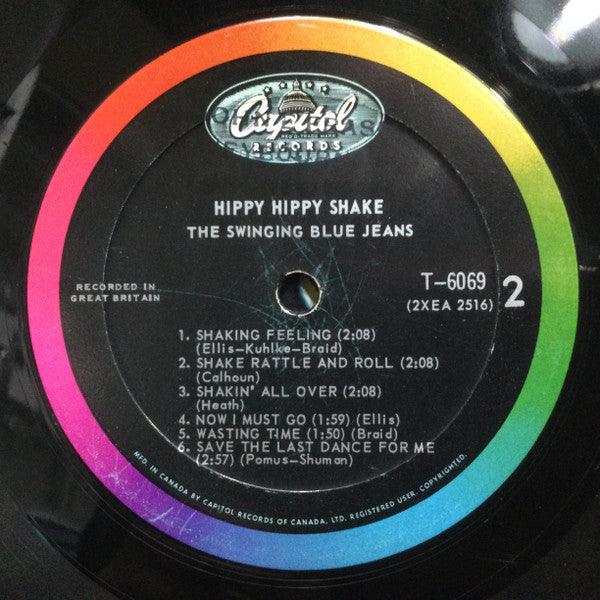 Capitol
REG'D. TRADE MARK
RECORDS
HIPPY HIPPY SHAKE
THE SWINGING BLUE JEANS
RECORDED IN
GREAT BRITAIN
T-6069
(2XEA 2516)
2
1. SHAKING FEELING (2:08)
(Ellis-Kuhlke-Braid)
2. SHAKE RATTLE AND ROLL (2:08)
(Calhoun)
3. SHAKIN' ALL OVER (2:08)
(Heath)
4. NOW I MUST GO (1:59) (Ellis)
5. WASTING TIME (1:50) (Braid)
6. SAVE THE LAST DANCE FOR ME
(2:57) (Pomus-Shuman)
MFD. IN CANADA BY CAPITOL RECORDS OF CANADA, LTD. REGISTERED USER. COPYRIGHTED.